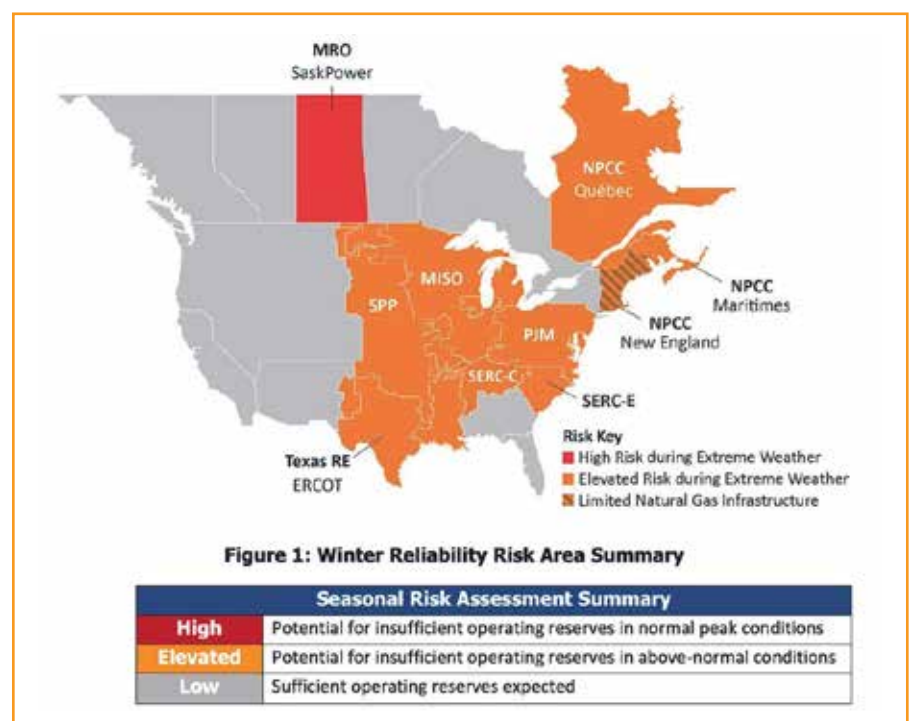 MRO
SaskPower
NPCC
Québec
MISO
SPP
NPCC
Maritimes
NPCC
New England
PJM
SERC-C
SERC-E
Texas RE
ERCOT
Risk Key
High Risk during Extreme Weather
Elevated Risk during Extreme Weather
Limited Natural Gas Infrastructure
Figure 1: Winter Reliability Risk Area Summary
Seasonal Risk Assessment Summary
High Potential for insufficient operating reserves in normal peak conditions
Elevated Potential for insufficient operating reserves in above-normal conditions
Low Sufficient operating reserves expected